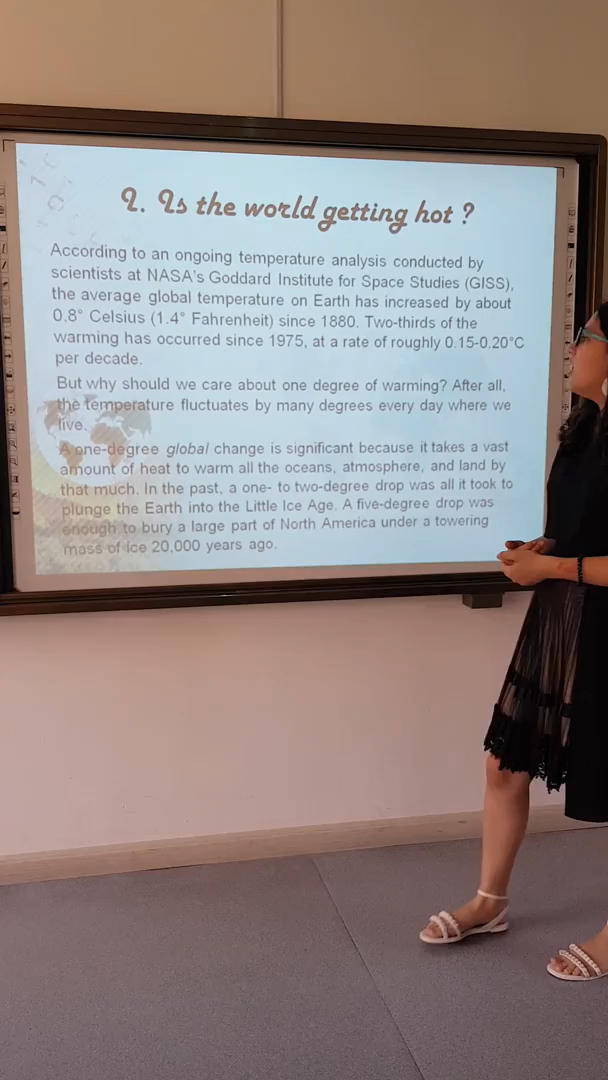 2. Is the world getting hot ?
According to an ongoing temperature analysis conducted by
scientists at NASA's Goddard Institute for Space Studies (GISS),
the average global temperature on Earth has increased by about
0.8° Celsius (1.4° Fahrenheit) since 1880. Two-thirds of the
warming has occurred since 1975, at a rate of roughly 0.15-0.20°C
per decade.
But why should we care about one degree of warming? After all,
the temperature fluctuates by many degrees every day where we
live.
A one-degree global change is significant because it takes a vast
amount of heat to warm all the oceans, atmosphere, and land by
that much. In the past, a one- to two-degree drop was all it took to
plunge the Earth into the Little Ice Age. A five-degree drop was
enough to bury a large part of North America under a towering
mass of ice 20,000 years ago.